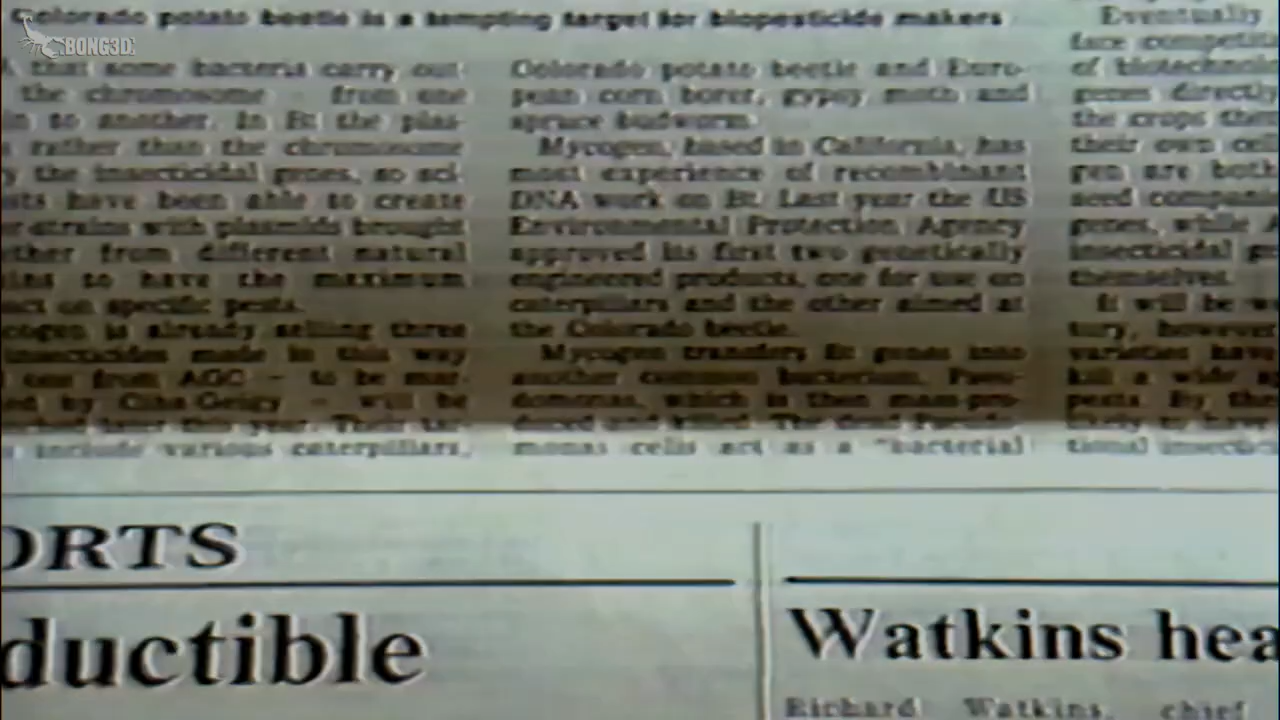 Colorado potato beetle is a tempting target for biopesticide makers
BONG3D
that some bacteria carry out-
the chromosome – from one
to another. In Bt the plas-
rather than the chromosome
the insecticidal genes, so sci-
have been able to create
strains with plasmids brought
from different natural
to have the maximum
on specific pests.
is already selling three
insecticides made in this way
one from AGC – to be mar-
by Ciba-Geigy – will be
later this year. Their tar-
include various caterpillars,
Colorado potato beetle and Euro-
pean corn borer, gypsy moth and
spruce budworm.
Mycogen, based in California, has
most experience of recombinant
DNA work on Bt. Last year the US
Environmental Protection Agency
approved its first two genetically
engineered products, one for use on
caterpillars and the other aimed at
the Colorado beetle.
Mycogen transfers Bt genes into
another common bacterium, Pseu-
domonas, which is then mass-pro-
duced and killed. The dead Pseudo-
monas cells act as a "bacterial
Eventually
face
of
genes directly
the crops
their own
gen are both
seed
genes, while
insecticidal
themselves.
It will be
tury, however
varieties have
kill a wide
pests. By
likely to have
tional
ORTS
ductible
Watkins hea
Richard Watkins, chief